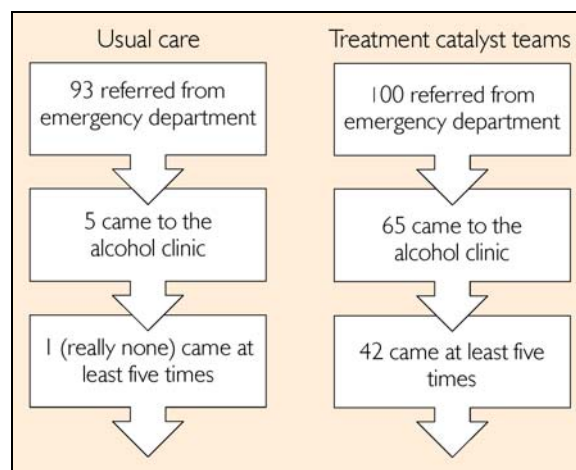 Usual care
93 referred from
emergency department
5 came to the
alcohol clinic
1 (really none) came at
least five times
Treatment catalyst teams
100 referred from
emergency department
65 came to the
alcohol clinic
42 came at least five
times